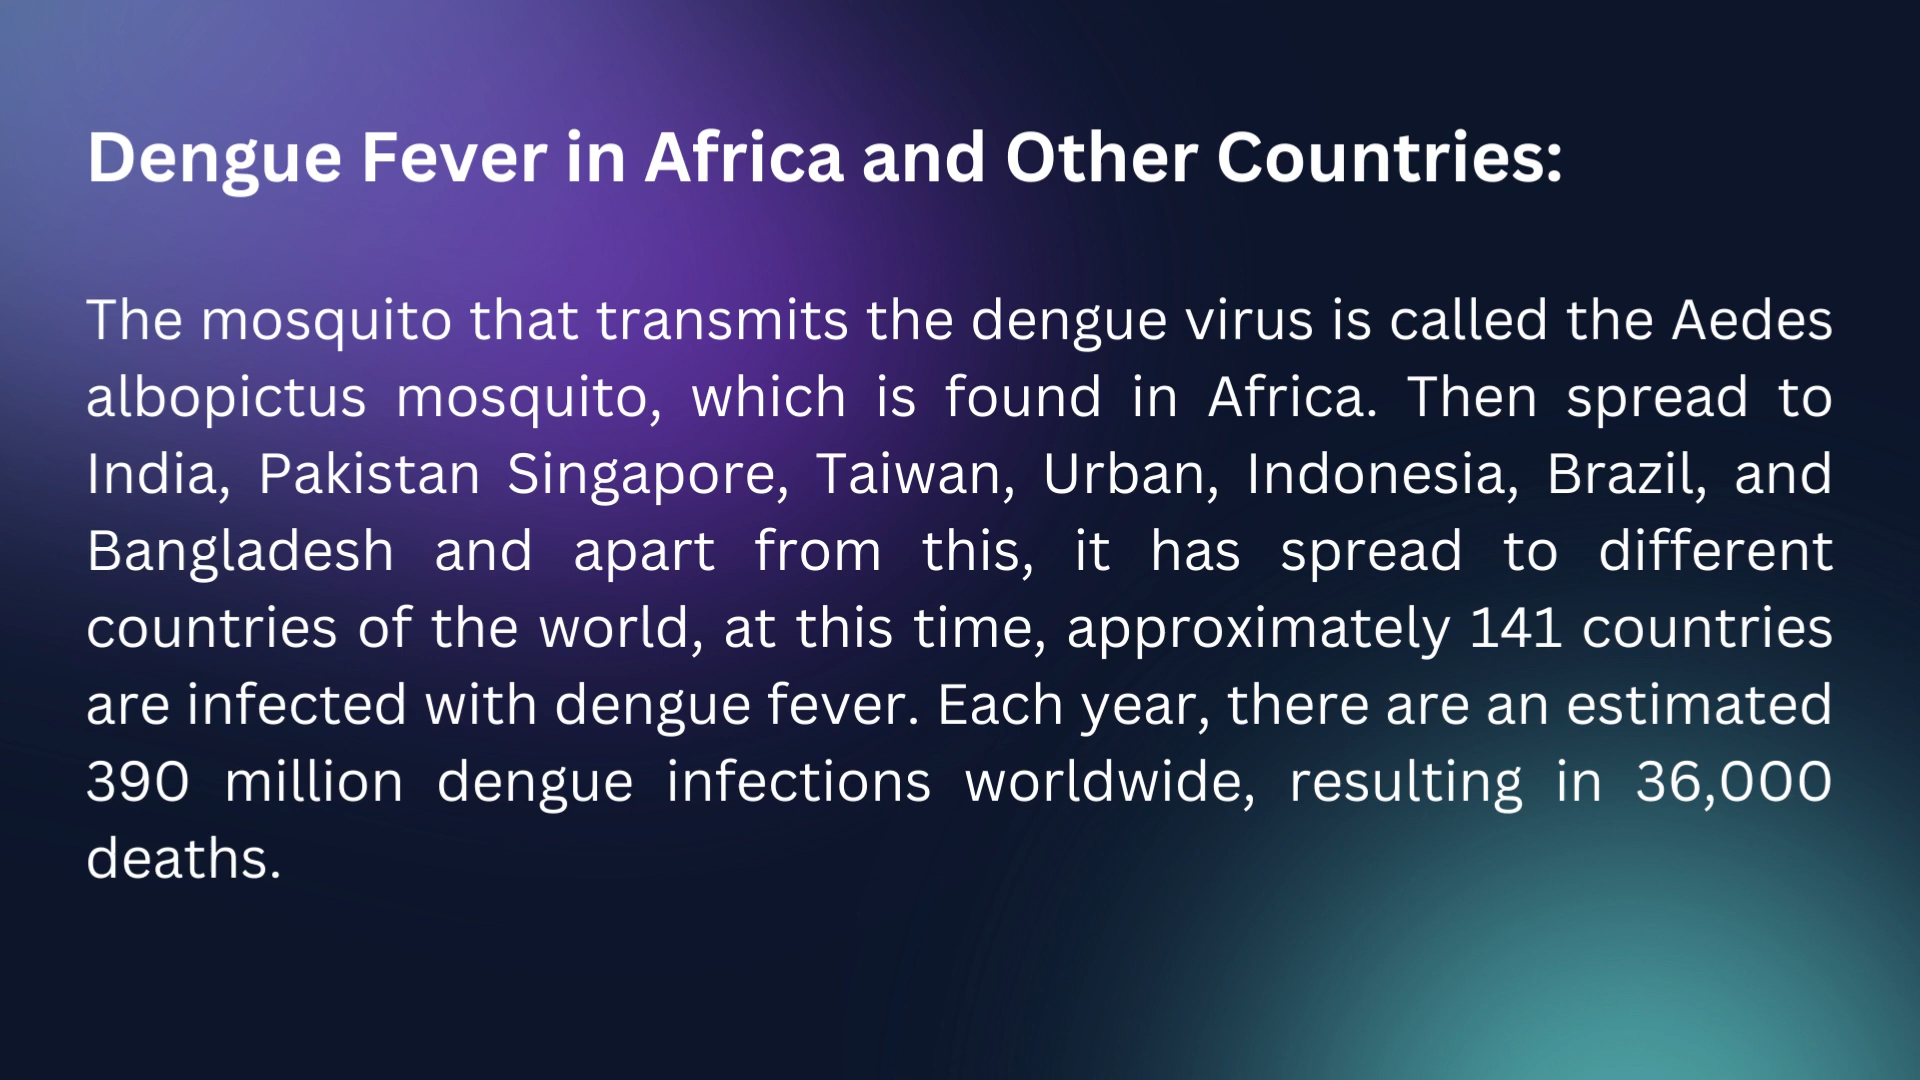 Dengue Fever in Africa and Other Countries:
The mosquito that transmits the dengue virus is called the Aedes
albopictus mosquito, which is found in Africa. Then spread to
India, Pakistan Singapore, Taiwan, Urban, Indonesia, Brazil, and
Bangladesh and apart from this, it has spread to different
countries of the world, at this time, approximately 141 countries
are infected with dengue fever. Each year, there are an estimated
390 million dengue infections worldwide, resulting in 36,000
deaths.